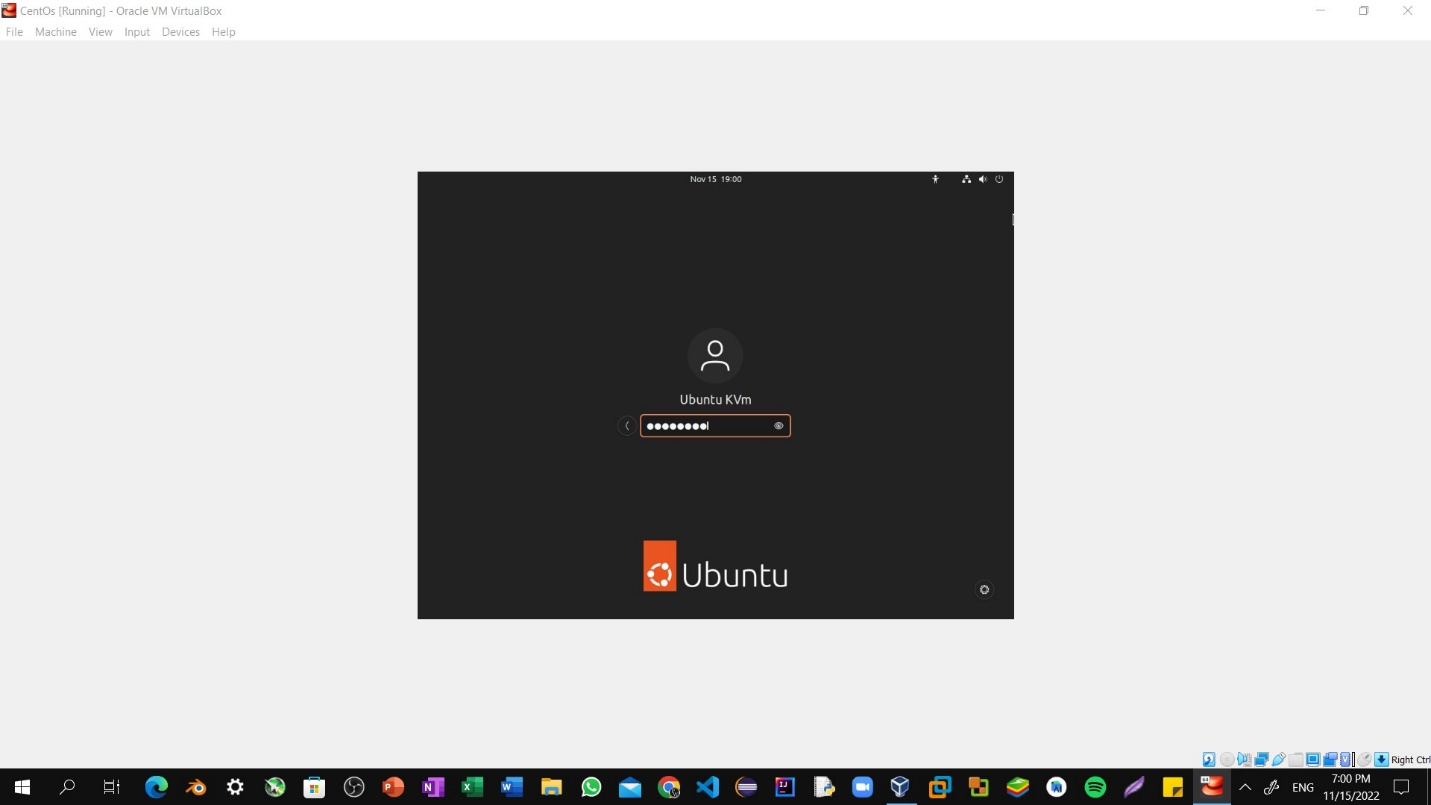 CentOs [Running] - Oracle VM VirtualBox
File Machine View Input Devices Help
Nov 15 19:00
Ubuntu KVm
Ubuntu
Right Ctrl
ENG
7:00 PM
11/15/2022